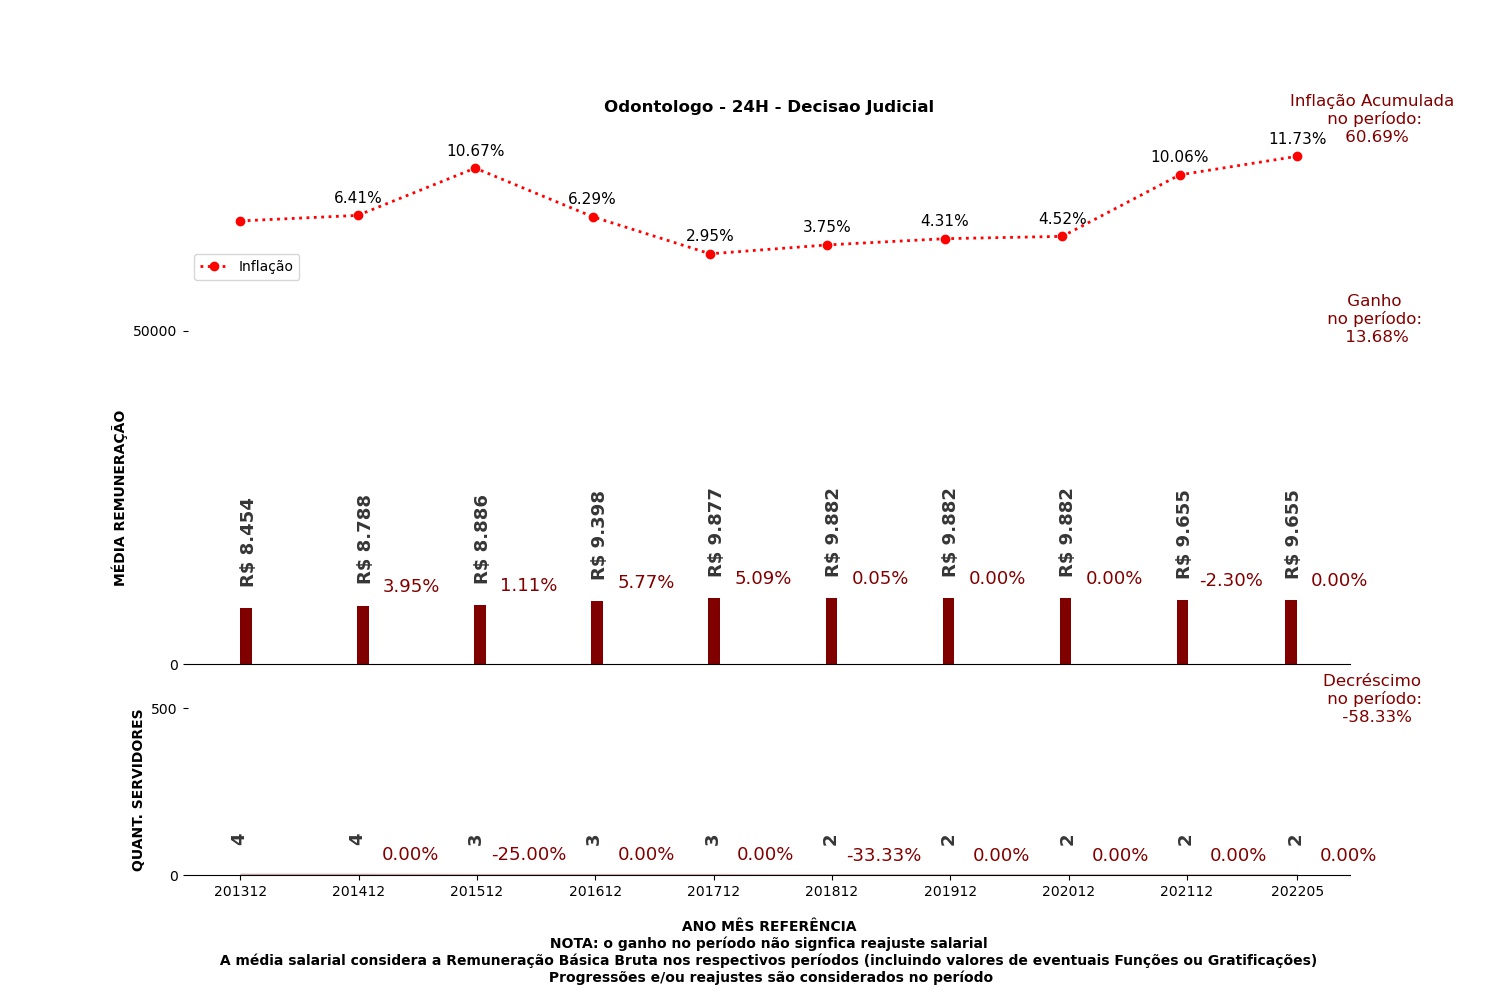 Odontologo - 24H - Decisao Judicial
Inflação Acumulada
no período:
60.69%
6.41%
10.67%
6.29%
2.95%
3.75%
4.31%
4.52%
10.06%
11.73%
Inflação
Ganho
no período:
13.68%
50000
0
MÉDIA REMUNERAÇÃO
R$ 8.454
R$ 8.788
R$ 8.886
R$ 9.398
R$ 9.877
R$ 9.882
R$ 9.882
R$ 9.882
R$ 9.655
R$ 9.655
3.95%
1.11%
5.77%
5.09%
0.05%
0.00%
0.00%
-2.30%
0.00%
Decréscimo
no período:
-58.33%
500
0
QUANT. SERVIDORES
4
4
3
3
3
2
2
2
2
2
0.00%
-25.00%
0.00%
0.00%
-33.33%
0.00%
0.00%
0.00%
0.00%
201312
201412
201512
201612
201712
201812
201912
202012
202112
202205
ANO MÊS REFERÊNCIA
NOTA: o ganho no período não signfica reajuste salarial
A média salarial considera a Remuneração Básica Bruta nos respectivos períodos (incluindo valores de eventuais Funções ou Gratificações)
Progressões e/ou reajustes são considerados no período